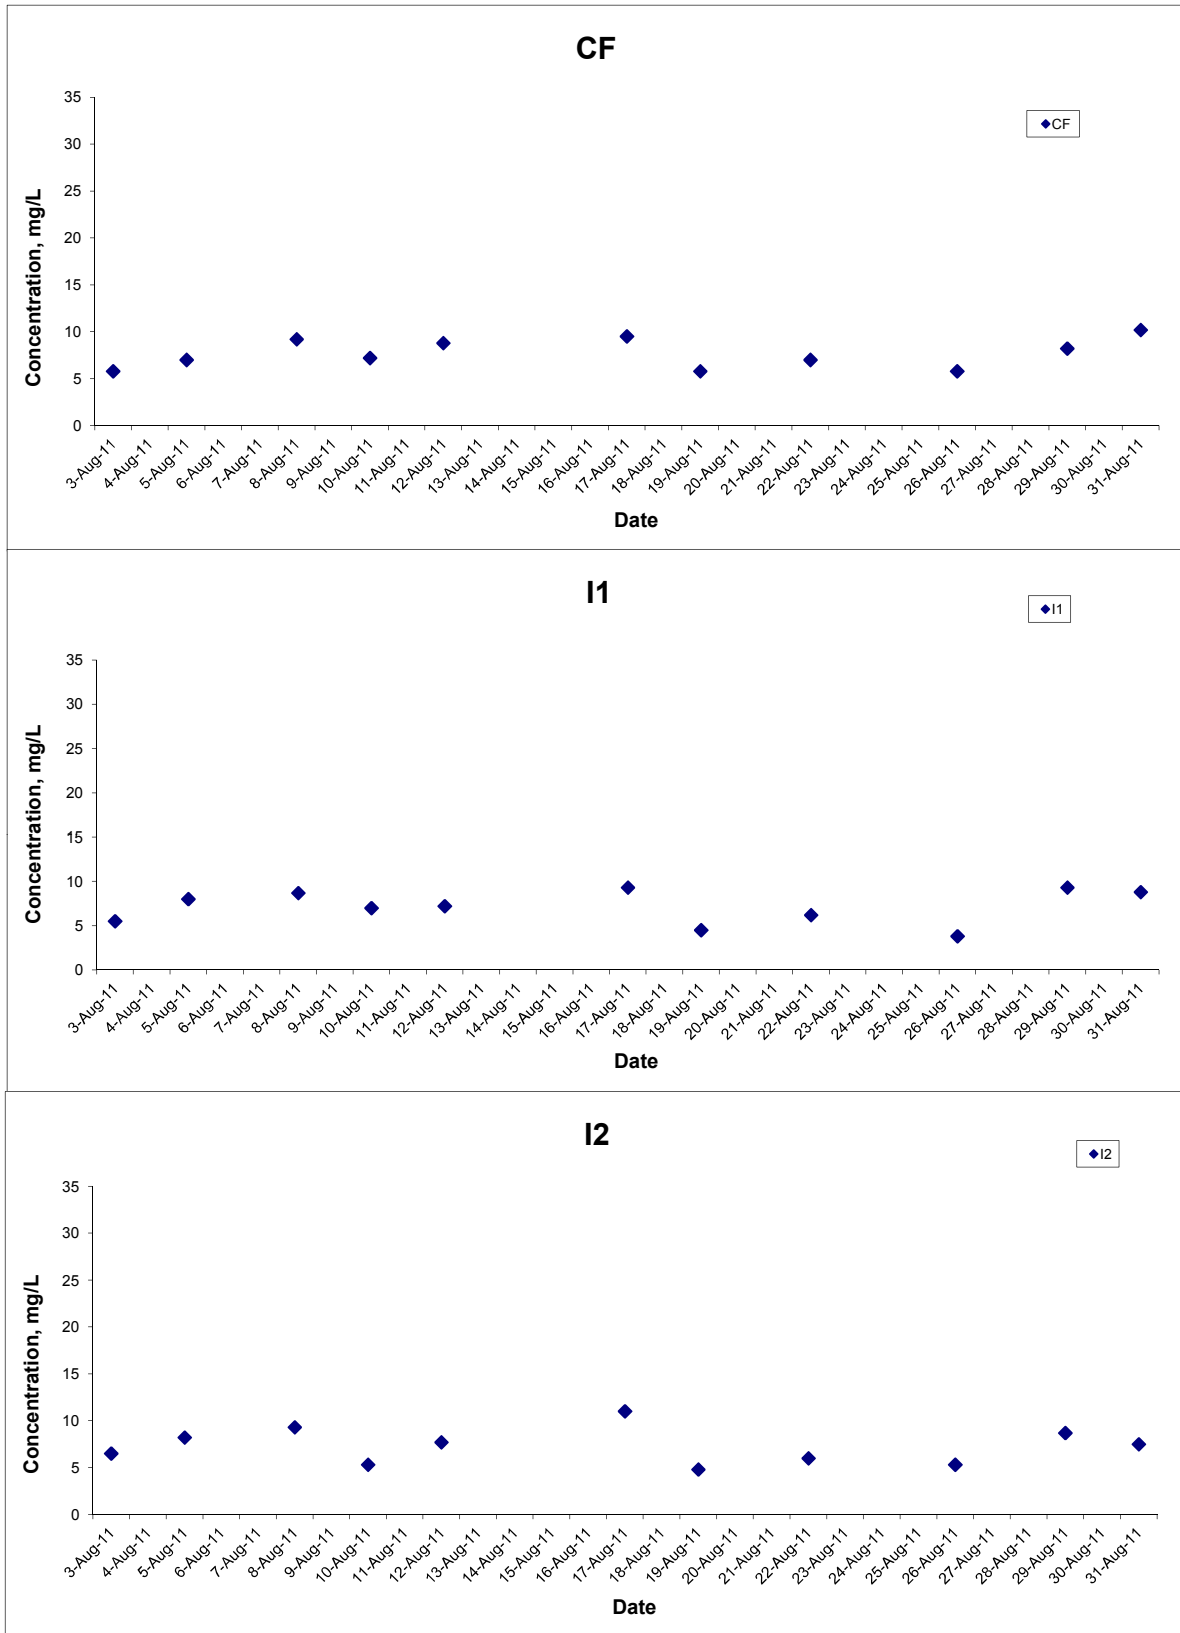 CF
35
30
25
20
15
10
5
0
Concentration, mg/L
CF
3-Aug-11
4-Aug-11
5-Aug-11
6-Aug-11
7-Aug-11
8-Aug-11
9-Aug-11
10-Aug-11
11-Aug-11
12-Aug-11
13-Aug-11
14-Aug-11
15-Aug-11
16-Aug-11
17-Aug-11
18-Aug-11
19-Aug-11
20-Aug-11
21-Aug-11
22-Aug-11
23-Aug-11
24-Aug-11
25-Aug-11
26-Aug-11
27-Aug-11
28-Aug-11
29-Aug-11
30-Aug-11
31-Aug-11
Date
I1
I1
35
30
25
20
15
10
5
0
Concentration, mg/L
3-Aug-11
4-Aug-11
5-Aug-11
6-Aug-11
7-Aug-11
8-Aug-11
9-Aug-11
10-Aug-11
11-Aug-11
12-Aug-11
13-Aug-11
14-Aug-11
15-Aug-11
16-Aug-11
17-Aug-11
18-Aug-11
19-Aug-11
20-Aug-11
21-Aug-11
22-Aug-11
23-Aug-11
24-Aug-11
25-Aug-11
26-Aug-11
27-Aug-11
28-Aug-11
29-Aug-11
30-Aug-11
31-Aug-11
Date
I2
I2
35
30
25
20
15
10
5
0
Concentration, mg/L
3-Aug-11
4-Aug-11
5-Aug-11
6-Aug-11
7-Aug-11
8-Aug-11
9-Aug-11
10-Aug-11
11-Aug-11
12-Aug-11
13-Aug-11
14-Aug-11
15-Aug-11
16-Aug-11
17-Aug-11
18-Aug-11
19-Aug-11
20-Aug-11
21-Aug-11
22-Aug-11
23-Aug-11
24-Aug-11
25-Aug-11
26-Aug-11
27-Aug-11
28-Aug-11
29-Aug-11
30-Aug-11
31-Aug-11
Date